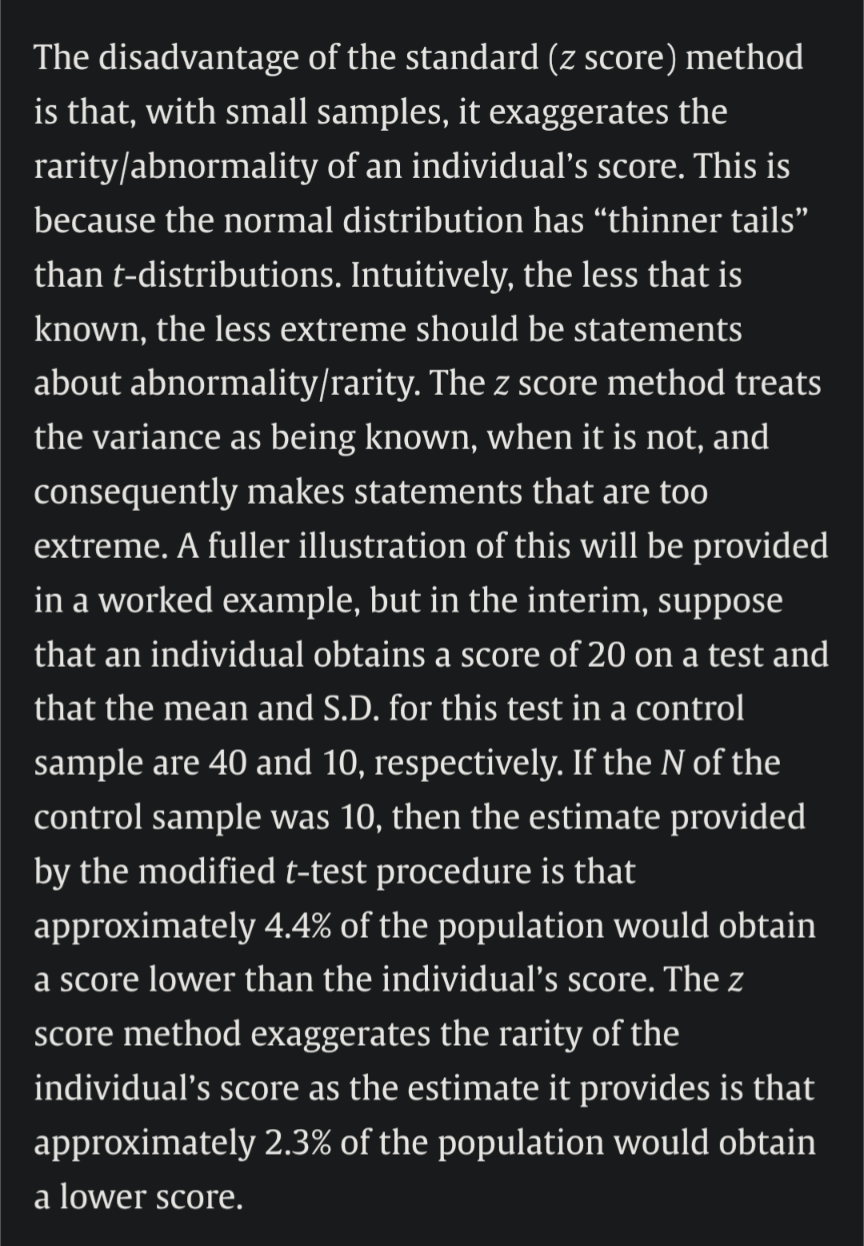 The disadvantage of the standard (z score) method
is that, with small samples, it exaggerates the
rarity/abnormality of an individual’s score. This is
because the normal distribution has “thinner tails”
than t-distributions. Intuitively, the less that is
known, the less extreme should be statements
about abnormality/rarity. The z score method treats
the variance as being known, when it is not, and
consequently makes statements that are too
extreme. A fuller illustration of this will be provided
in a worked example, but in the interim, suppose
that an individual obtains a score of 20 on a test and
that the mean and S.D. for this test in a control
sample are 40 and 10, respectively. If the N of the
control sample was 10, then the estimate provided
by the modified t-test procedure is that
approximately 4.4% of the population would obtain
a score lower than the individual’s score. The z
score method exaggerates the rarity of the
individual’s score as the estimate it provides is that
approximately 2.3% of the population would obtain
a lower score.